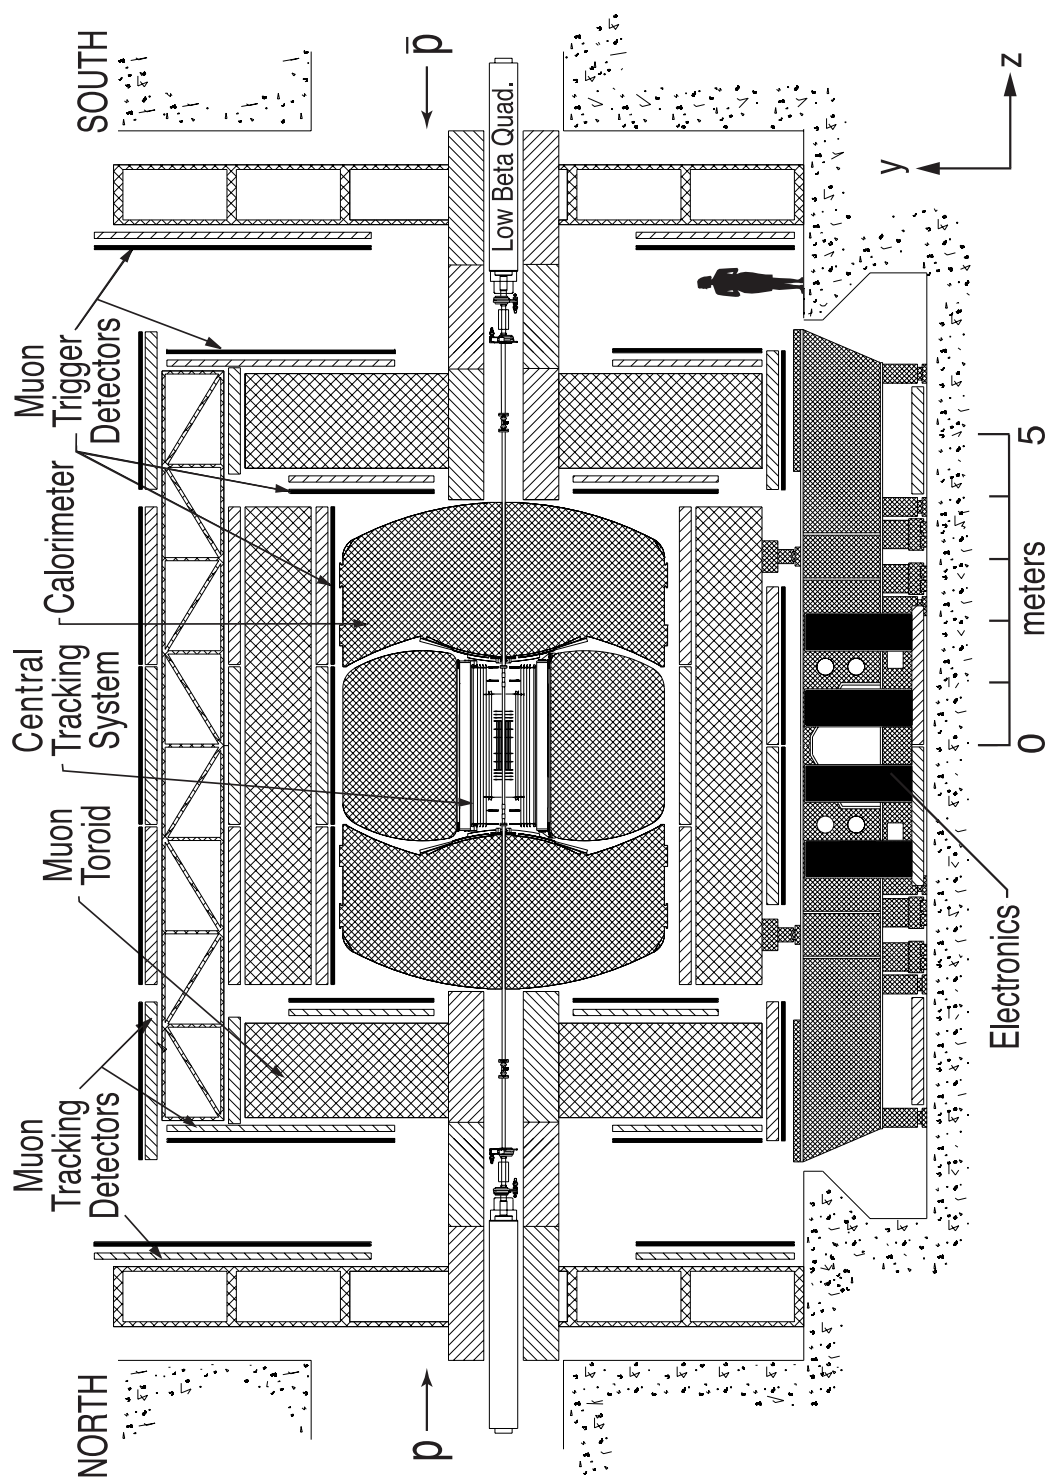 NORTH
SOUTH
Muon
Tracking
Detectors
Muon
Toroid
Central
Tracking
System
Calorimeter
Muon
Trigger
Detectors
p
p̅
Low Beta Quad.
y
z
Electronics
0
meters
5